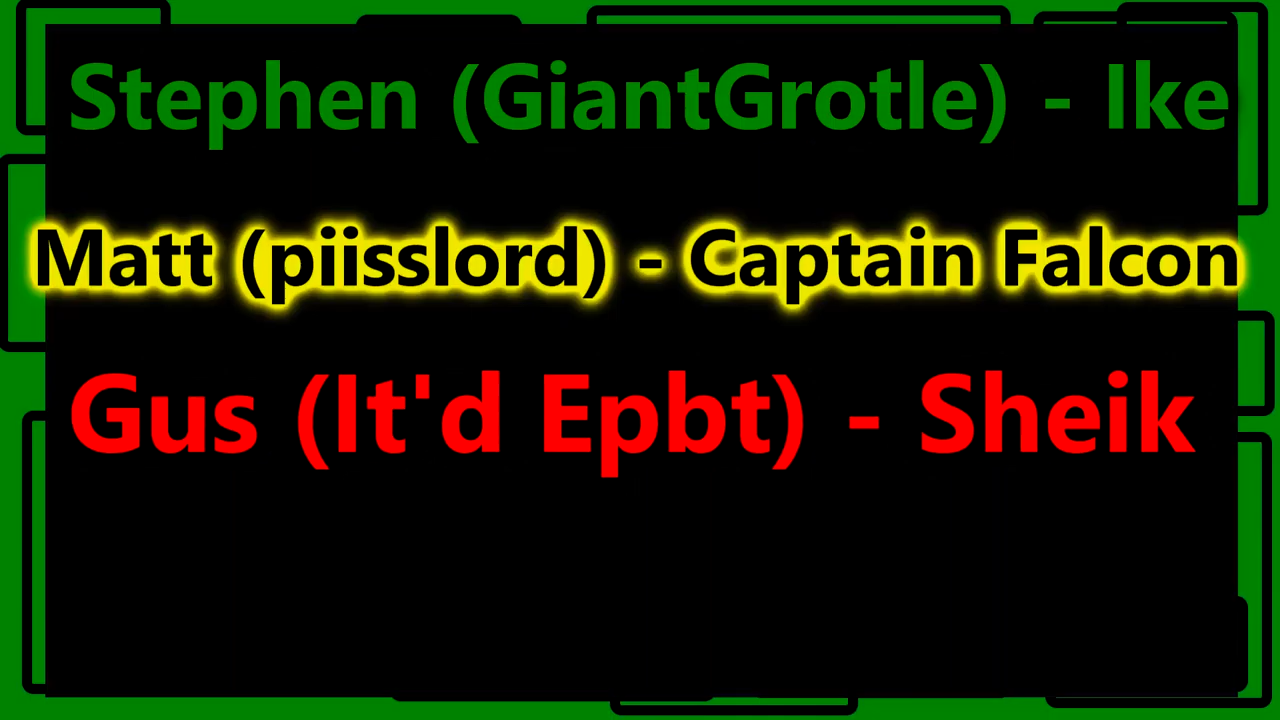 Stephen (GiantGrotle) - Ike
Matt (piisslord) - Captain Falcon
Gus (It'd Epbt) - Sheik